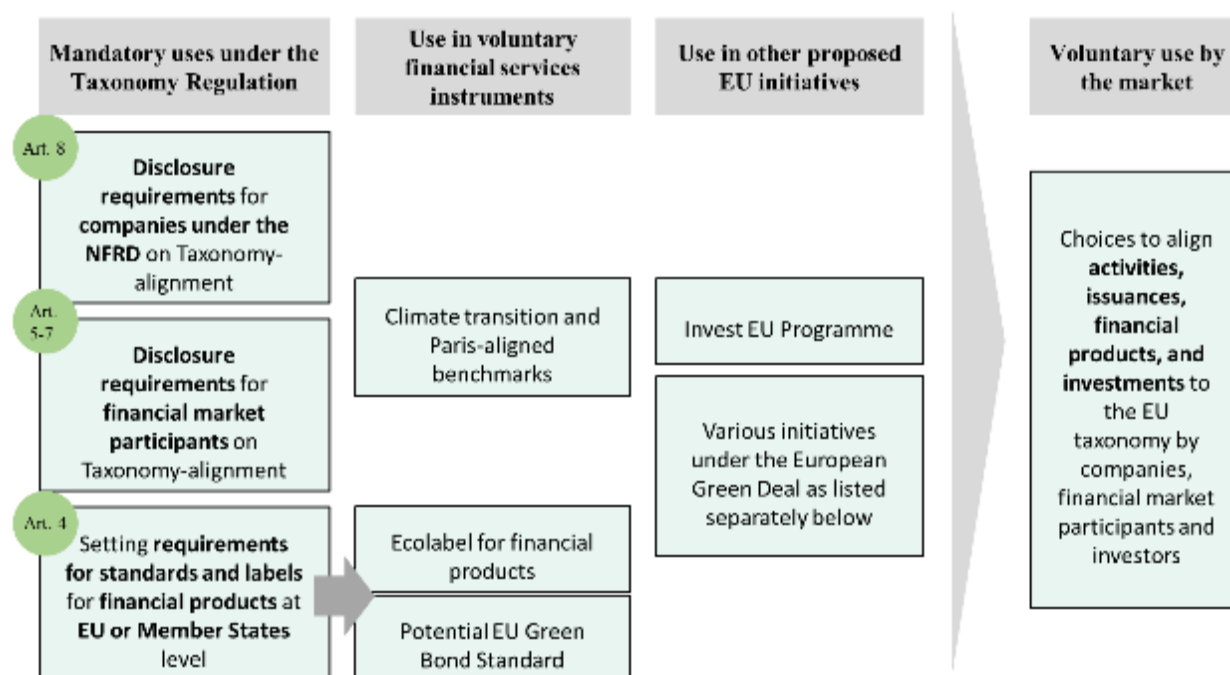 Mandatory uses under the
Taxonomy Regulation
Art. 8
Disclosure
requirements for
companies under the
NFRD on Taxonomy-
alignment
Art.
5-7
Disclosure
requirements for
financial market
participants on
Taxonomy-alignment
Art. 4
Setting requirements
for standards and labels
for financial products at
EU or Member States
level
Use in voluntary
financial services
instruments
Climate transition and
Paris-aligned
benchmarks
Ecolabel for financial
products
Potential EU Green
Bond Standard
Use in other proposed
EU initiatives
Invest EU Programme
Various initiatives
under the European
Green Deal as listed
separately below
Voluntary use by
the market
Choices to align
activities,
issuances,
financial
products, and
investments to
the EU
taxonomy by
companies,
financial market
participants and
investors